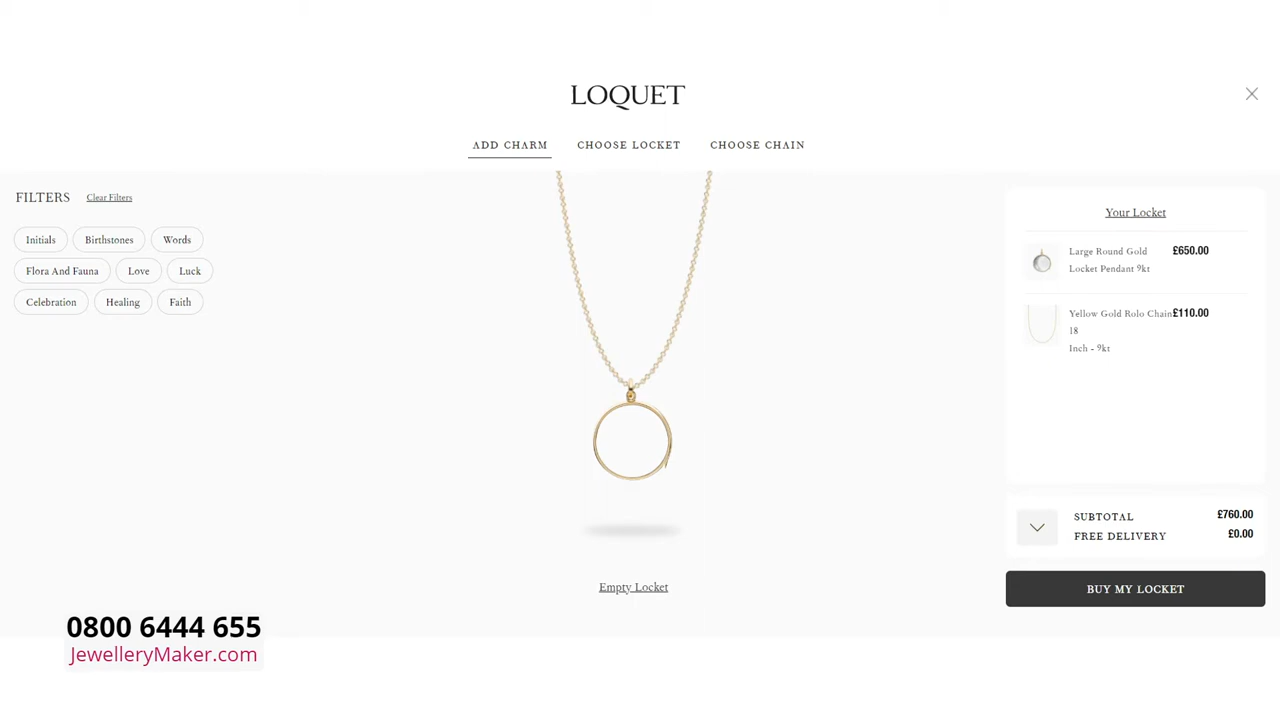 LOQUET
ADD CHARM
CHOOSE LOCKET
CHOOSE CHAIN
FILTERS
Clear Filters
Initials
Birthstones
Words
Flora And Fauna
Love
Luck
Celebration
Healing
Faith
Empty Locket
Your Locket
Large Round Gold £650.00
Locket Pendant 9kt
Yellow Gold Rolo Chain £110.00
18
Inch - 9kt
SUBTOTAL £760.00
FREE DELIVERY £0.00
BUY MY LOCKET
0800 6444 655
JewelleryMaker.com